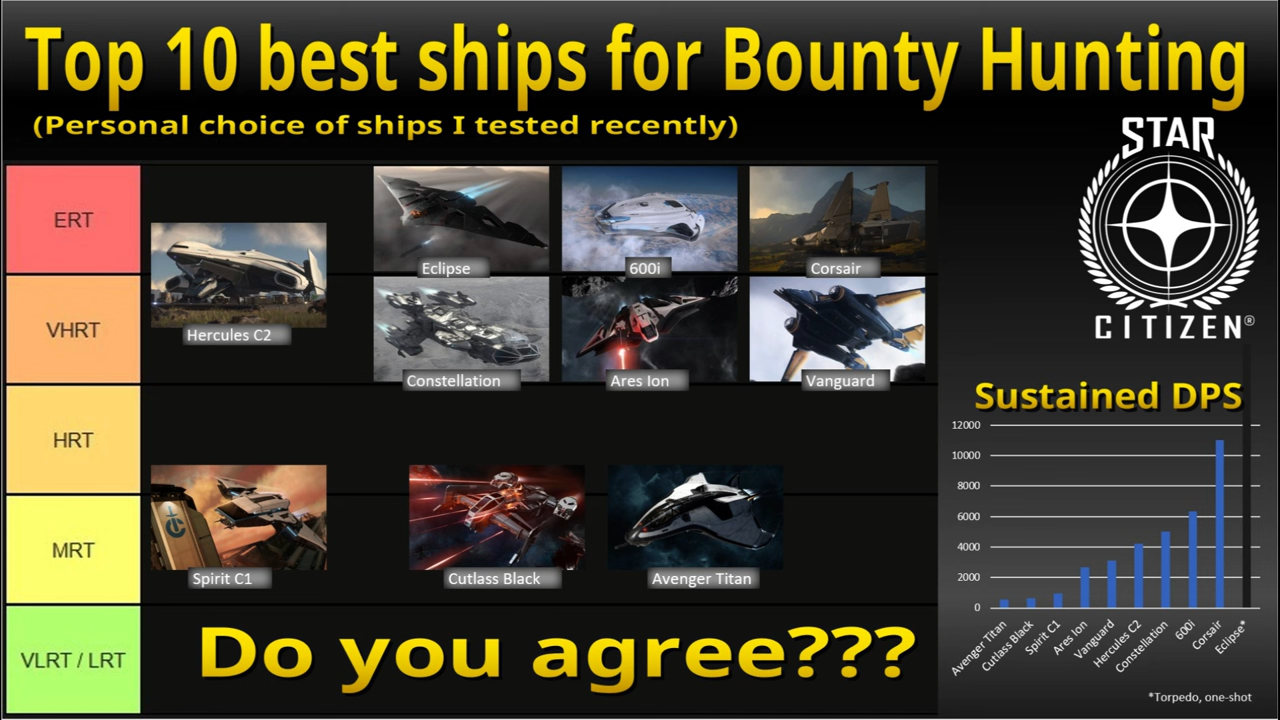 Top 10 best ships for Bounty Hunting
(Personal choice of ships I tested recently)
STAR
CITIZEN®
ERT
Eclipse
600i
Corsair
VHRT
Hercules C2
Constellation
Ares Ion
Vanguard
HRT
MRT
Spirit C1
Cutlass Black
Avenger Titan
VLRT / LRT
Do you agree???
Sustained DPS
12000
10000
8000
6000
4000
2000
0
Avenger Titan
Cutlass Black
Spirit C1
Ares Ion
Vanguard
Hercules C2
Constellation
600i
Corsair
Eclipse*
*Torpedo, one-shot